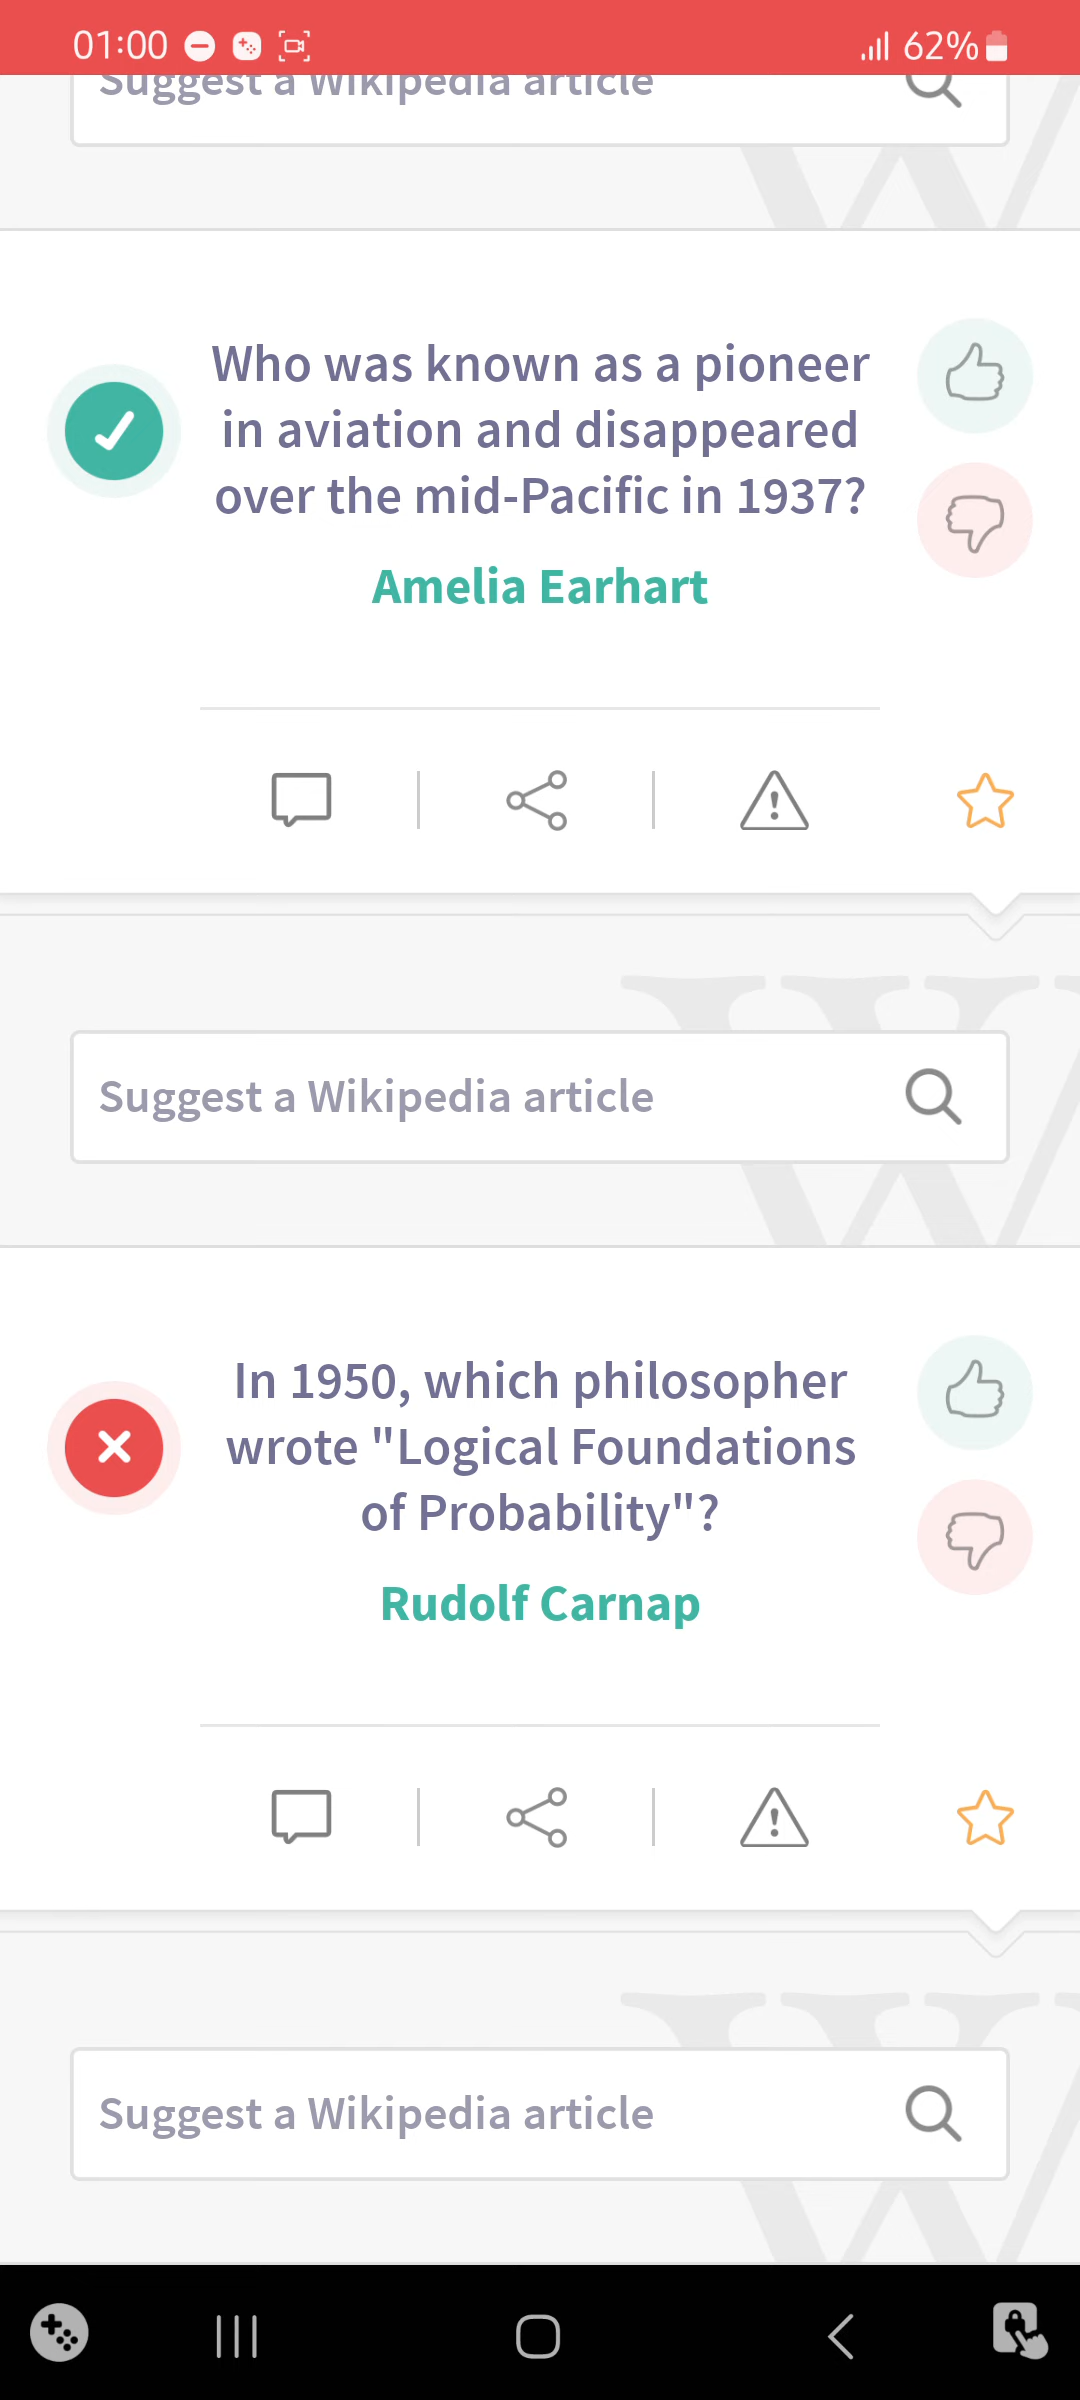 01:00
62%
Suggest a Wikipedia article
Who was known as a pioneer
in aviation and disappeared
over the mid-Pacific in 1937?
Amelia Earhart
Suggest a Wikipedia article
In 1950, which philosopher
wrote "Logical Foundations
of Probability"?
Rudolf Carnap
Suggest a Wikipedia article